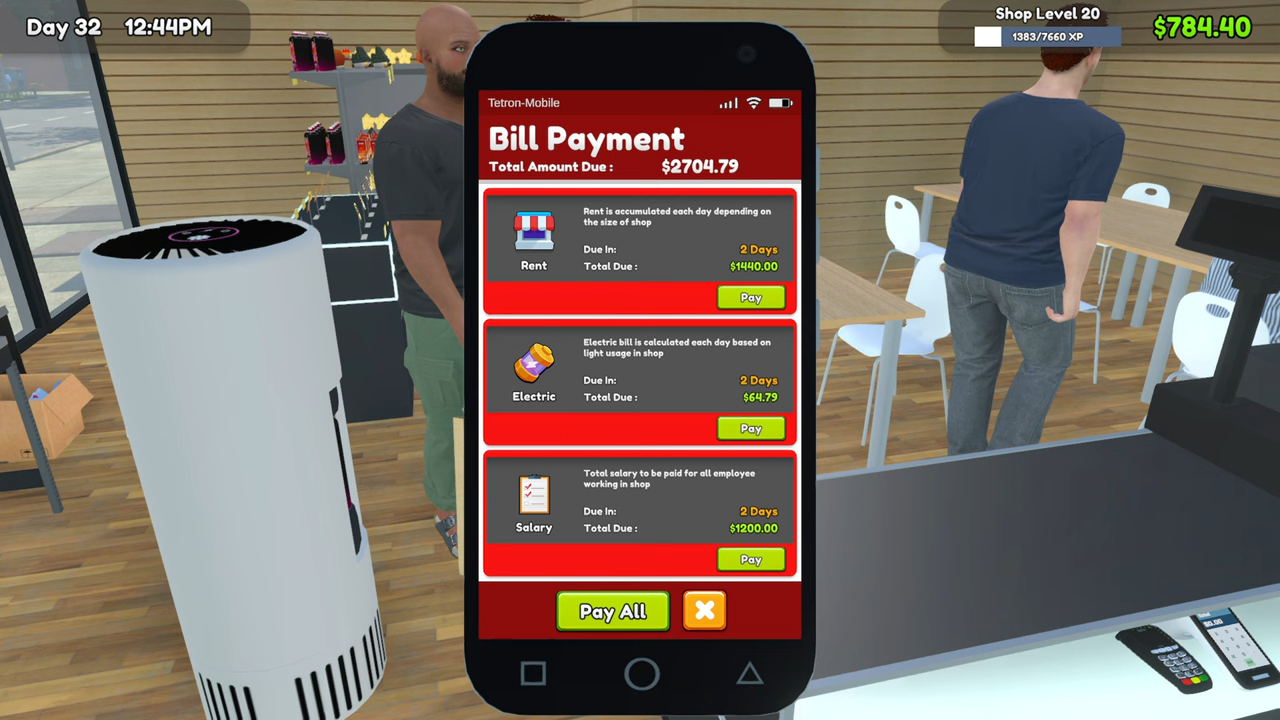 Day 32 12:44PM
Shop Level 20
1383/7660 XP
$784.40
Tetron-Mobile
Bill Payment
Total Amount Due : $2704.79
Rent is accumulated each day depending on
the size of shop
Due In: 2 Days
Total Due : $1440.00
Rent
Pay
Electric bill is calculated each day based on
light usage in shop
Due In: 2 Days
Total Due : $64.79
Electric
Pay
Total salary to be paid for all employee
working in shop
Due In: 2 Days
Total Due : $1200.00
Salary
Pay
Pay All
$0.00